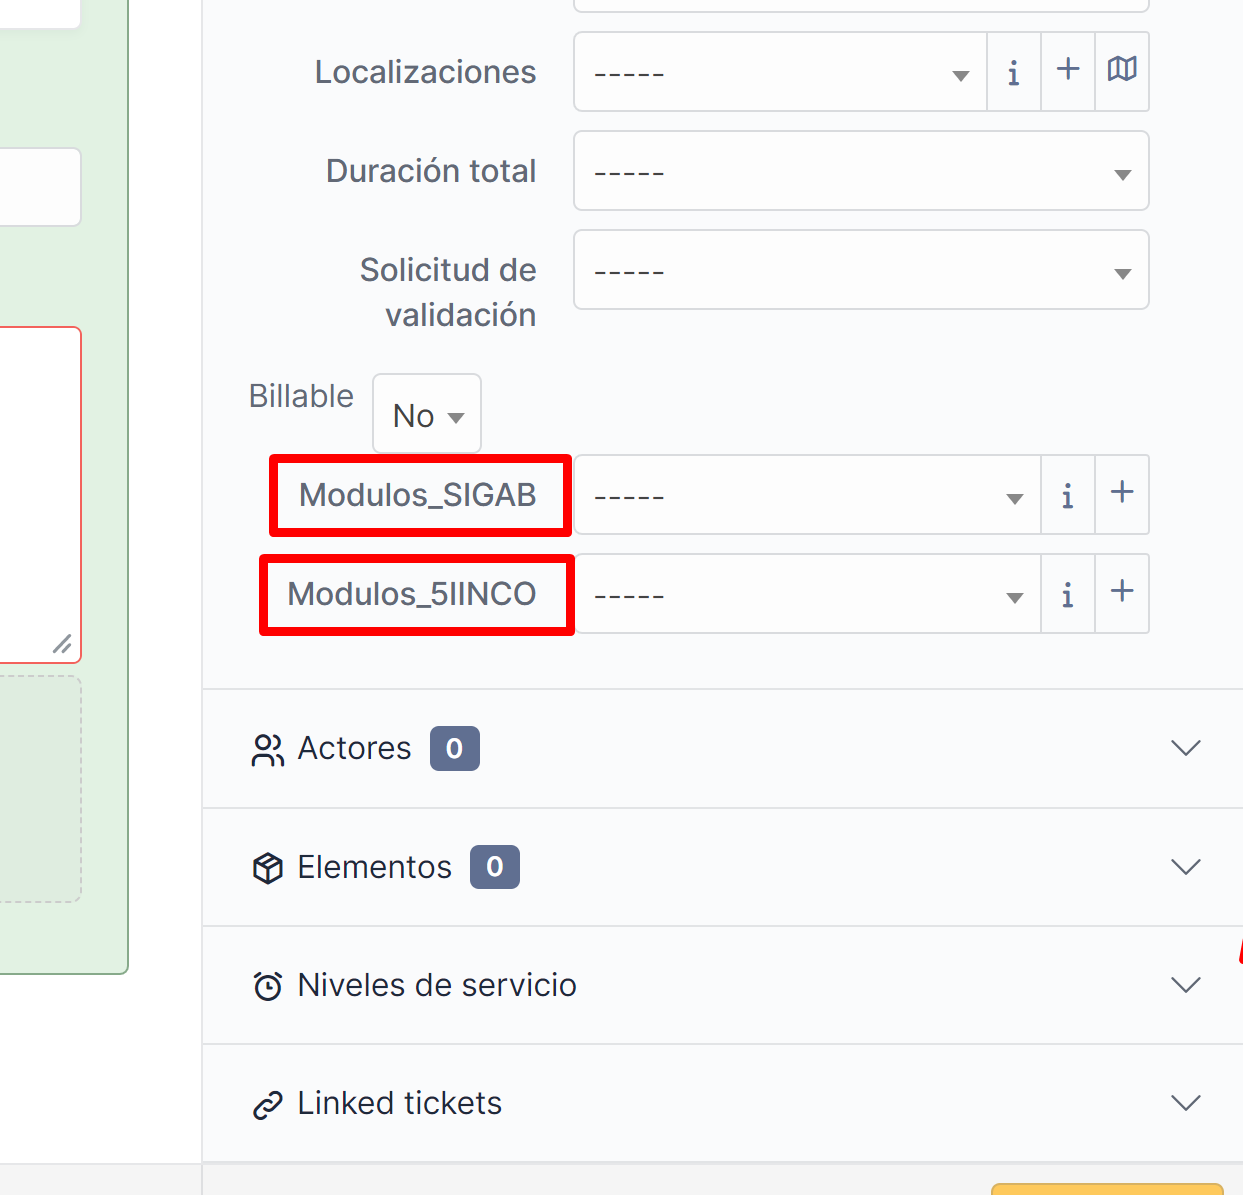 Localizaciones
-----
Duración total
-----
Solicitud de
validación
-----
Billable
No
Modulos_SIGAB
-----
Modulos_5IINCO
-----
Actores 0
Elementos 0
Niveles de servicio
Linked tickets